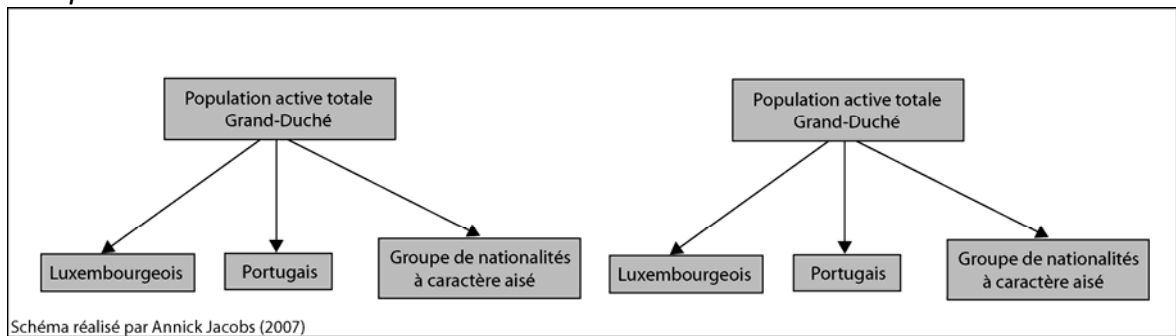 Population active totale
Grand-Duché
Luxembourgeois
Portugais
Groupe de nationalités
à caractère aisé
Population active totale
Grand-Duché
Luxembourgeois
Portugais
Groupe de nationalités
à caractère aisé
Schéma réalisé par Annick Jacobs (2007)